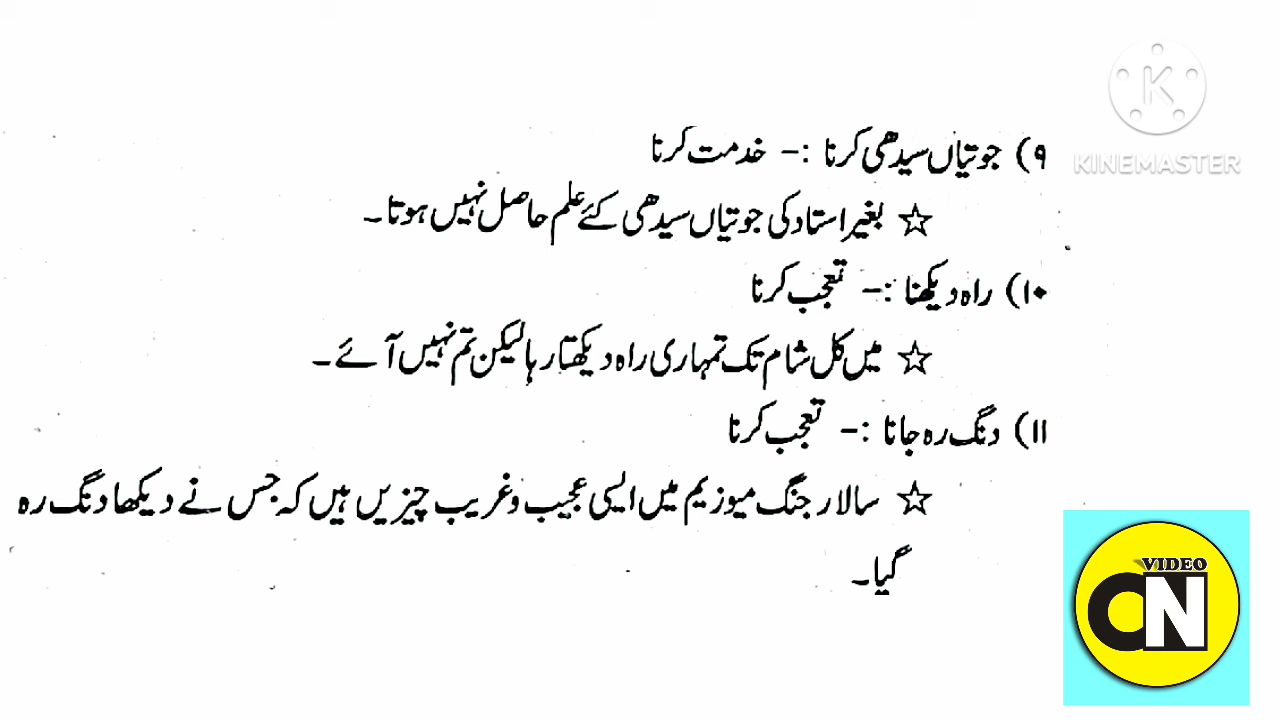 ۹) جوتیاں سیدھی کرنا :- خدمت کرنا
☆ بغیر استاد کی جوتیاں سیدھی کئے علم حاصل نہیں ہوتا۔
۱۰) راہ دیکھنا :- تعجب کرنا
☆ میں کل شام تک تمہاری راہ دیکھتا رہا لیکن تم نہیں آئے۔
۱۱) دنگ رہ جانا :- تعجب کرنا
☆ سالار جنگ میوزیم میں ایسی عجیب و غریب چیزیں ہیں کہ جس نے دیکھا دنگ رہ
گیا۔
K
KINEMASTER
VIDEO
ON